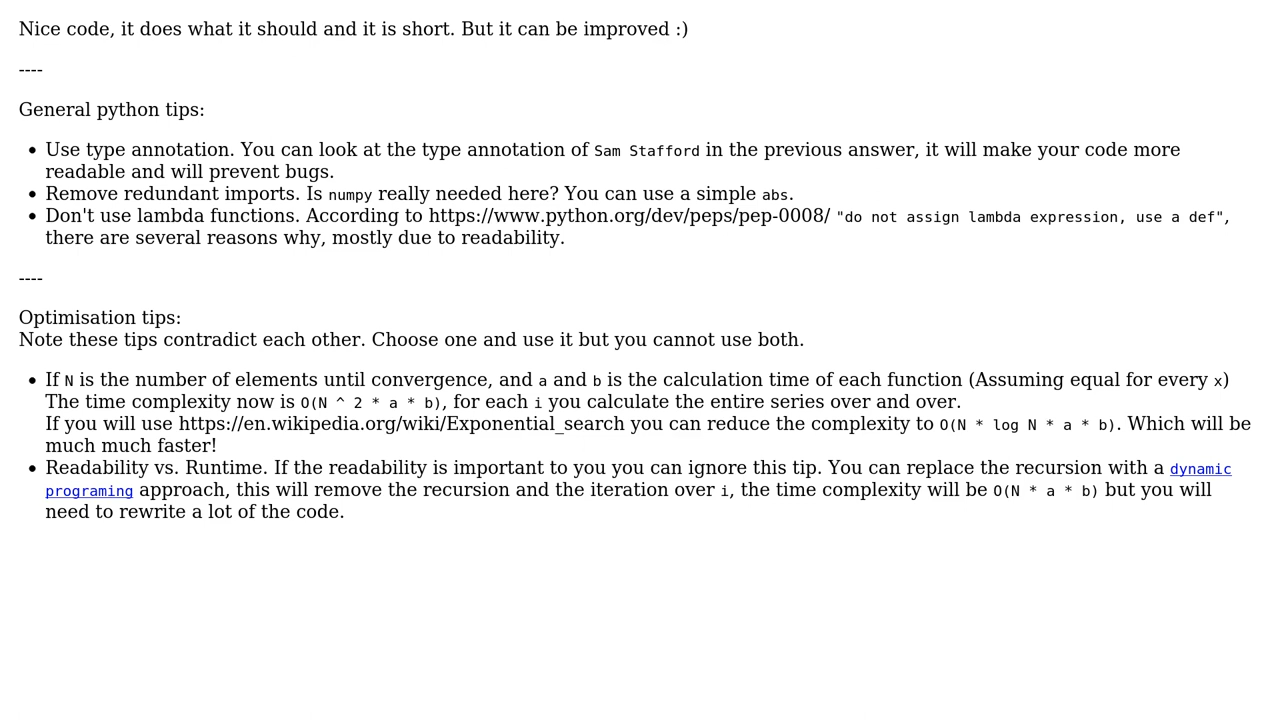 Nice code, it does what it should and it is short. But it can be improved :)
----
General python tips:
• Use type annotation. You can look at the type annotation of Sam Stafford in the previous answer, it will make your code more
readable and will prevent bugs.
• Remove redundant imports. Is numpy really needed here? You can use a simple abs.
• Don't use lambda functions. According to https://www.python.org/dev/peps/pep-0008/ "do not assign lambda expression, use a def",
there are several reasons why, mostly due to readability.
----
Optimisation tips:
Note these tips contradict each other. Choose one and use it but you cannot use both.
• If N is the number of elements until convergence, and a and b is the calculation time of each function (Assuming equal for every x)
The time complexity now is O(N ^ 2 * a * b), for each i you calculate the entire series over and over.
If you will use https://en.wikipedia.org/wiki/Exponential_search you can reduce the complexity to O(N * log N * a * b). Which will be
much much faster!
• Readability vs. Runtime. If the readability is important to you you can ignore this tip. You can replace the recursion with a dynamic
programing approach, this will remove the recursion and the iteration over i, the time complexity will be O(N * a * b) but you will
need to rewrite a lot of the code.